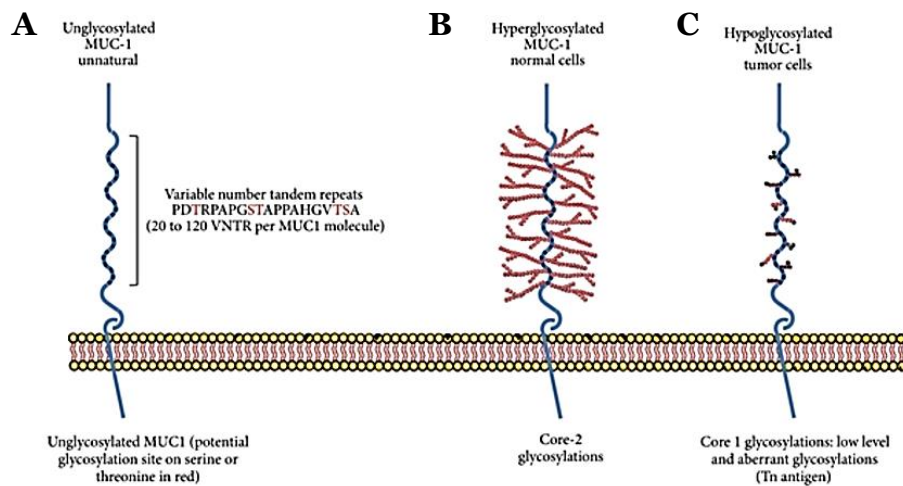 A
Unglycosylated
MUC-1
unnatural
Variable number tandem repeats
PDTRPAPGSTAPPAHGVTSA
(20 to 120 VNTR per MUC1 molecule)
Unglycosylated MUC1 (potential
glycosylation site on serine or
threonine in red)
B
Hyperglycosylated
MUC-1
normal cells
Core-2
glycosylations
C
Hypoglycosylated
MUC-1
tumor cells
Core 1 glycosylations: low level
and aberrant glycosylations
(Tn antigen)